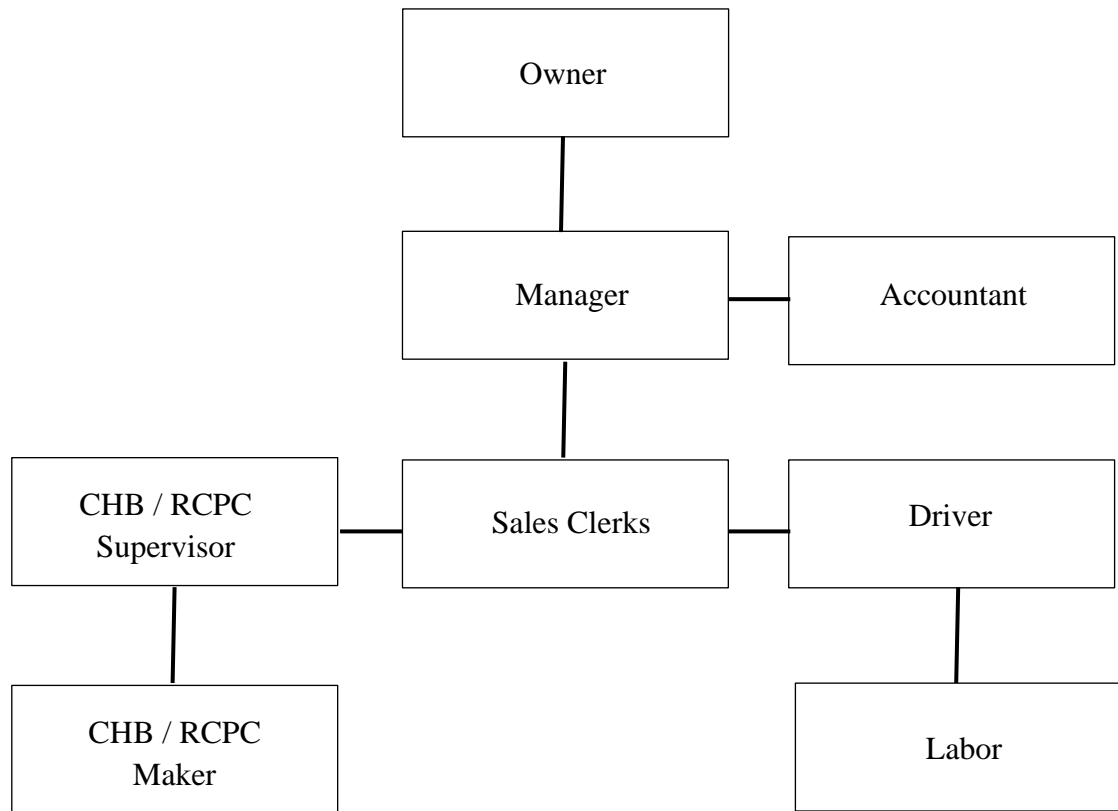 Owner
Manager
Accountant
CHB / RCPC
Supervisor
Sales Clerks
Driver
CHB / RCPC
Maker
Labor